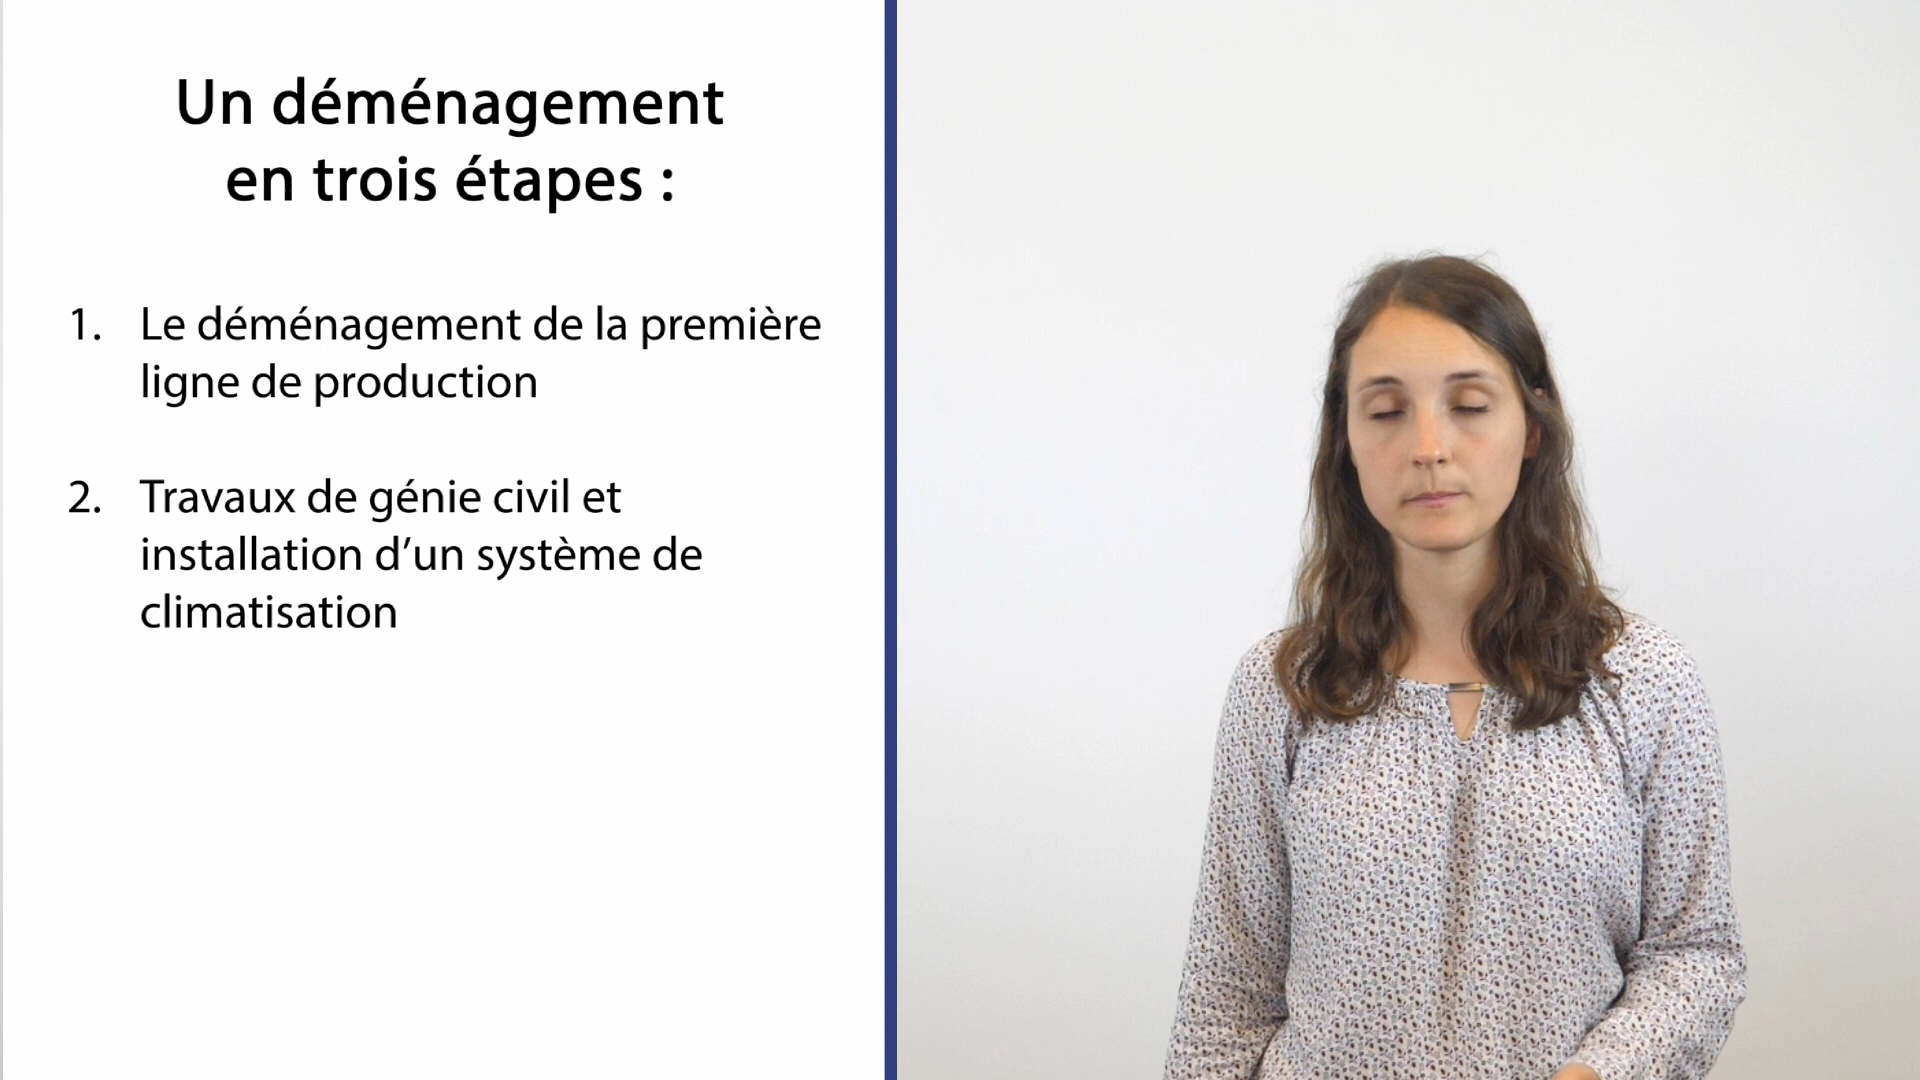 Un déménagement
en trois étapes :
1. Le déménagement de la première
ligne de production
2. Travaux de génie civil et
installation d’un système de
climatisation